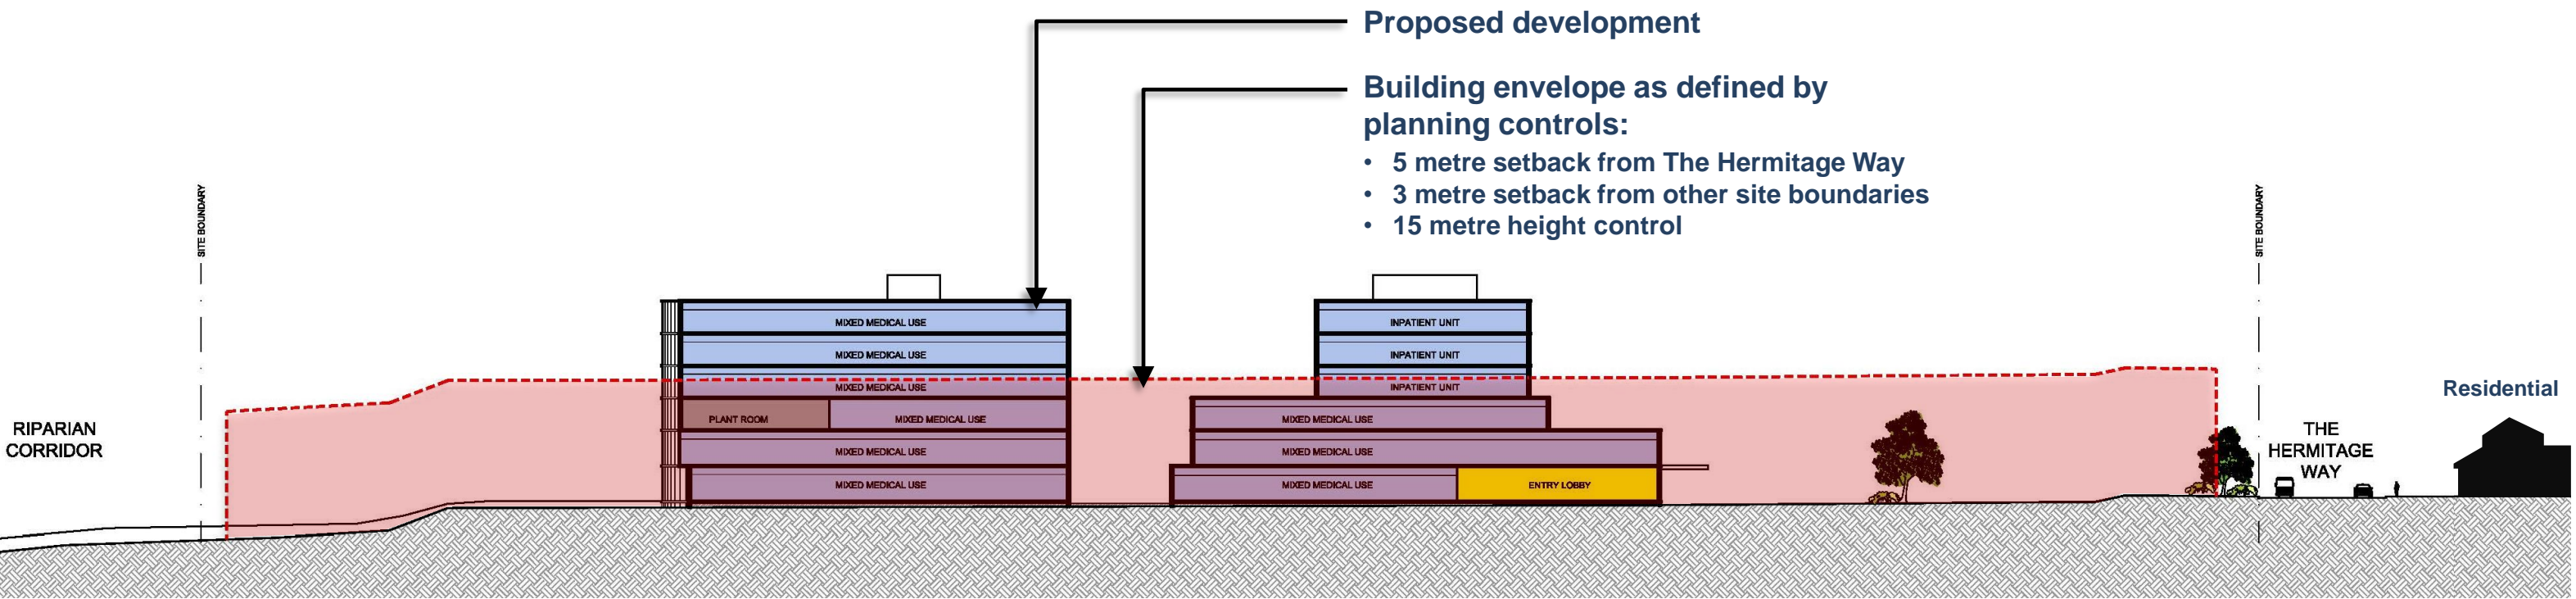 Proposed development
Building envelope as defined by
planning controls:
• 5 metre setback from The Hermitage Way
• 3 metre setback from other site boundaries
• 15 metre height control
SITE BOUNDARY
SITE BOUNDARY
MIXED MEDICAL USE
INPATIENT UNIT
MIXED MEDICAL USE
INPATIENT UNIT
MIXED MEDICAL USE
INPATIENT UNIT
Residential
PLANT ROOM
MIXED MEDICAL USE
MIXED MEDICAL USE
RIPARIAN
CORRIDOR
THE
HERMITAGE
WAY
MIXED MEDICAL USE
MIXED MEDICAL USE
MIXED MEDICAL USE
MIXED MEDICAL USE
ENTRY LOBBY